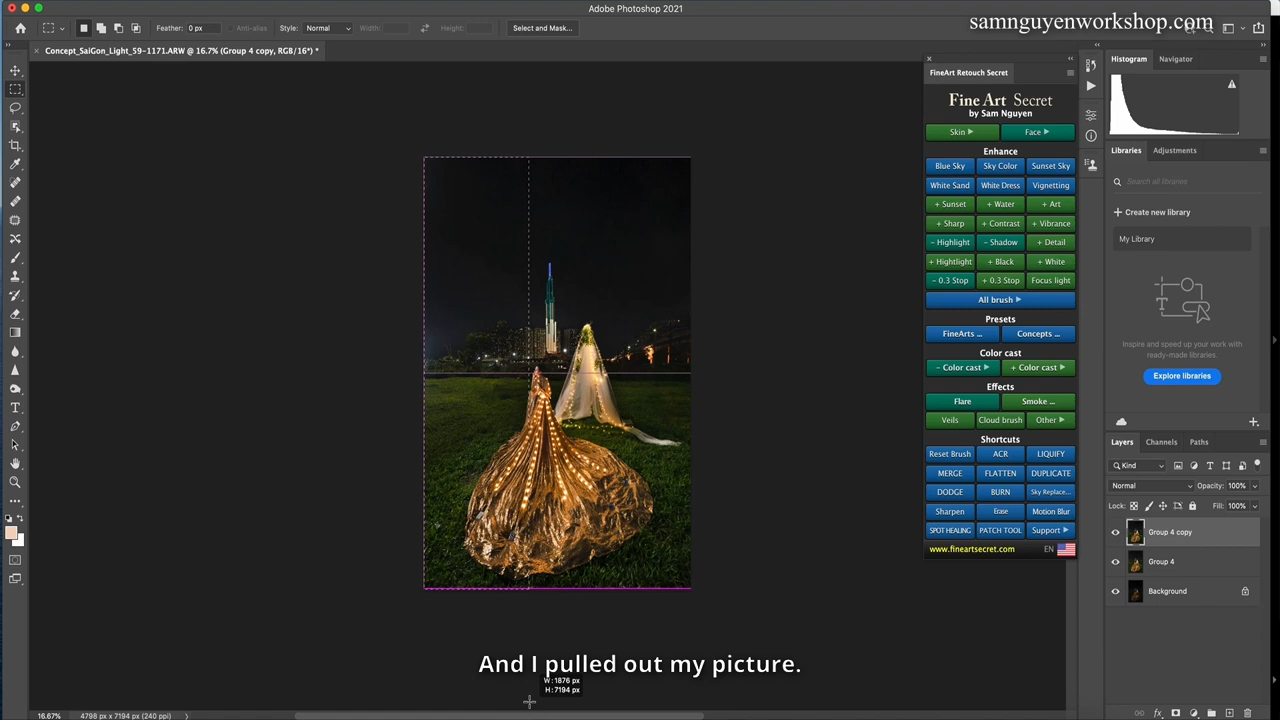 Adobe Photoshop 2021
samnguyenworkshop.com
Feather: 0 px
Anti-alias
Style: Normal
Width:
Height:
Select and Mask...
Concept_SaiGon_Light_59-1171.ARW @ 16.7% (Group 4 copy, RGB/16*) *
FineArt Retouch Secret
Fine Art Secret
by Sam Nguyen
Skin
Face
Enhance
Blue Sky
Sky Color
Sunset Sky
White Sand
White Dress
Vignetting
+ Sunset
+ Water
+ Art
+ Sharp
+ Contrast
+ Vibrance
- Highlight
- Shadow
+ Detail
+ Hightlight
+ Black
+ White
- 0.3 Stop
+ 0.3 Stop
Focus light
All brush
Presets
FineArts ...
Concepts ...
Color cast
- Color cast
+ Color cast
Effects
Flare
Smoke ...
Veils
Cloud brush
Other
Shortcuts
Reset Brush
ACR
LIQUIFY
MERGE
FLATTEN
DUPLICATE
DODGE
BURN
Sky Replace...
Sharpen
Erase
Motion Blur
SPOT HEALING
PATCH TOOL
Support
www.fineartsecret.com
EN
Histogram
Navigator
Libraries
Adjustments
Search all libraries
Create new library
My Library
Inspire and speed up your work with
ready-made libraries.
Explore libraries
Layers
Channels
Paths
Kind
Normal
Opacity: 100%
Lock:
Fill: 100%
Group 4 copy
Group 4
Background
And I pulled out my picture.
W: 1876 px
H: 7194 px
16.67%
4798 px x 7194 px (240 ppi)